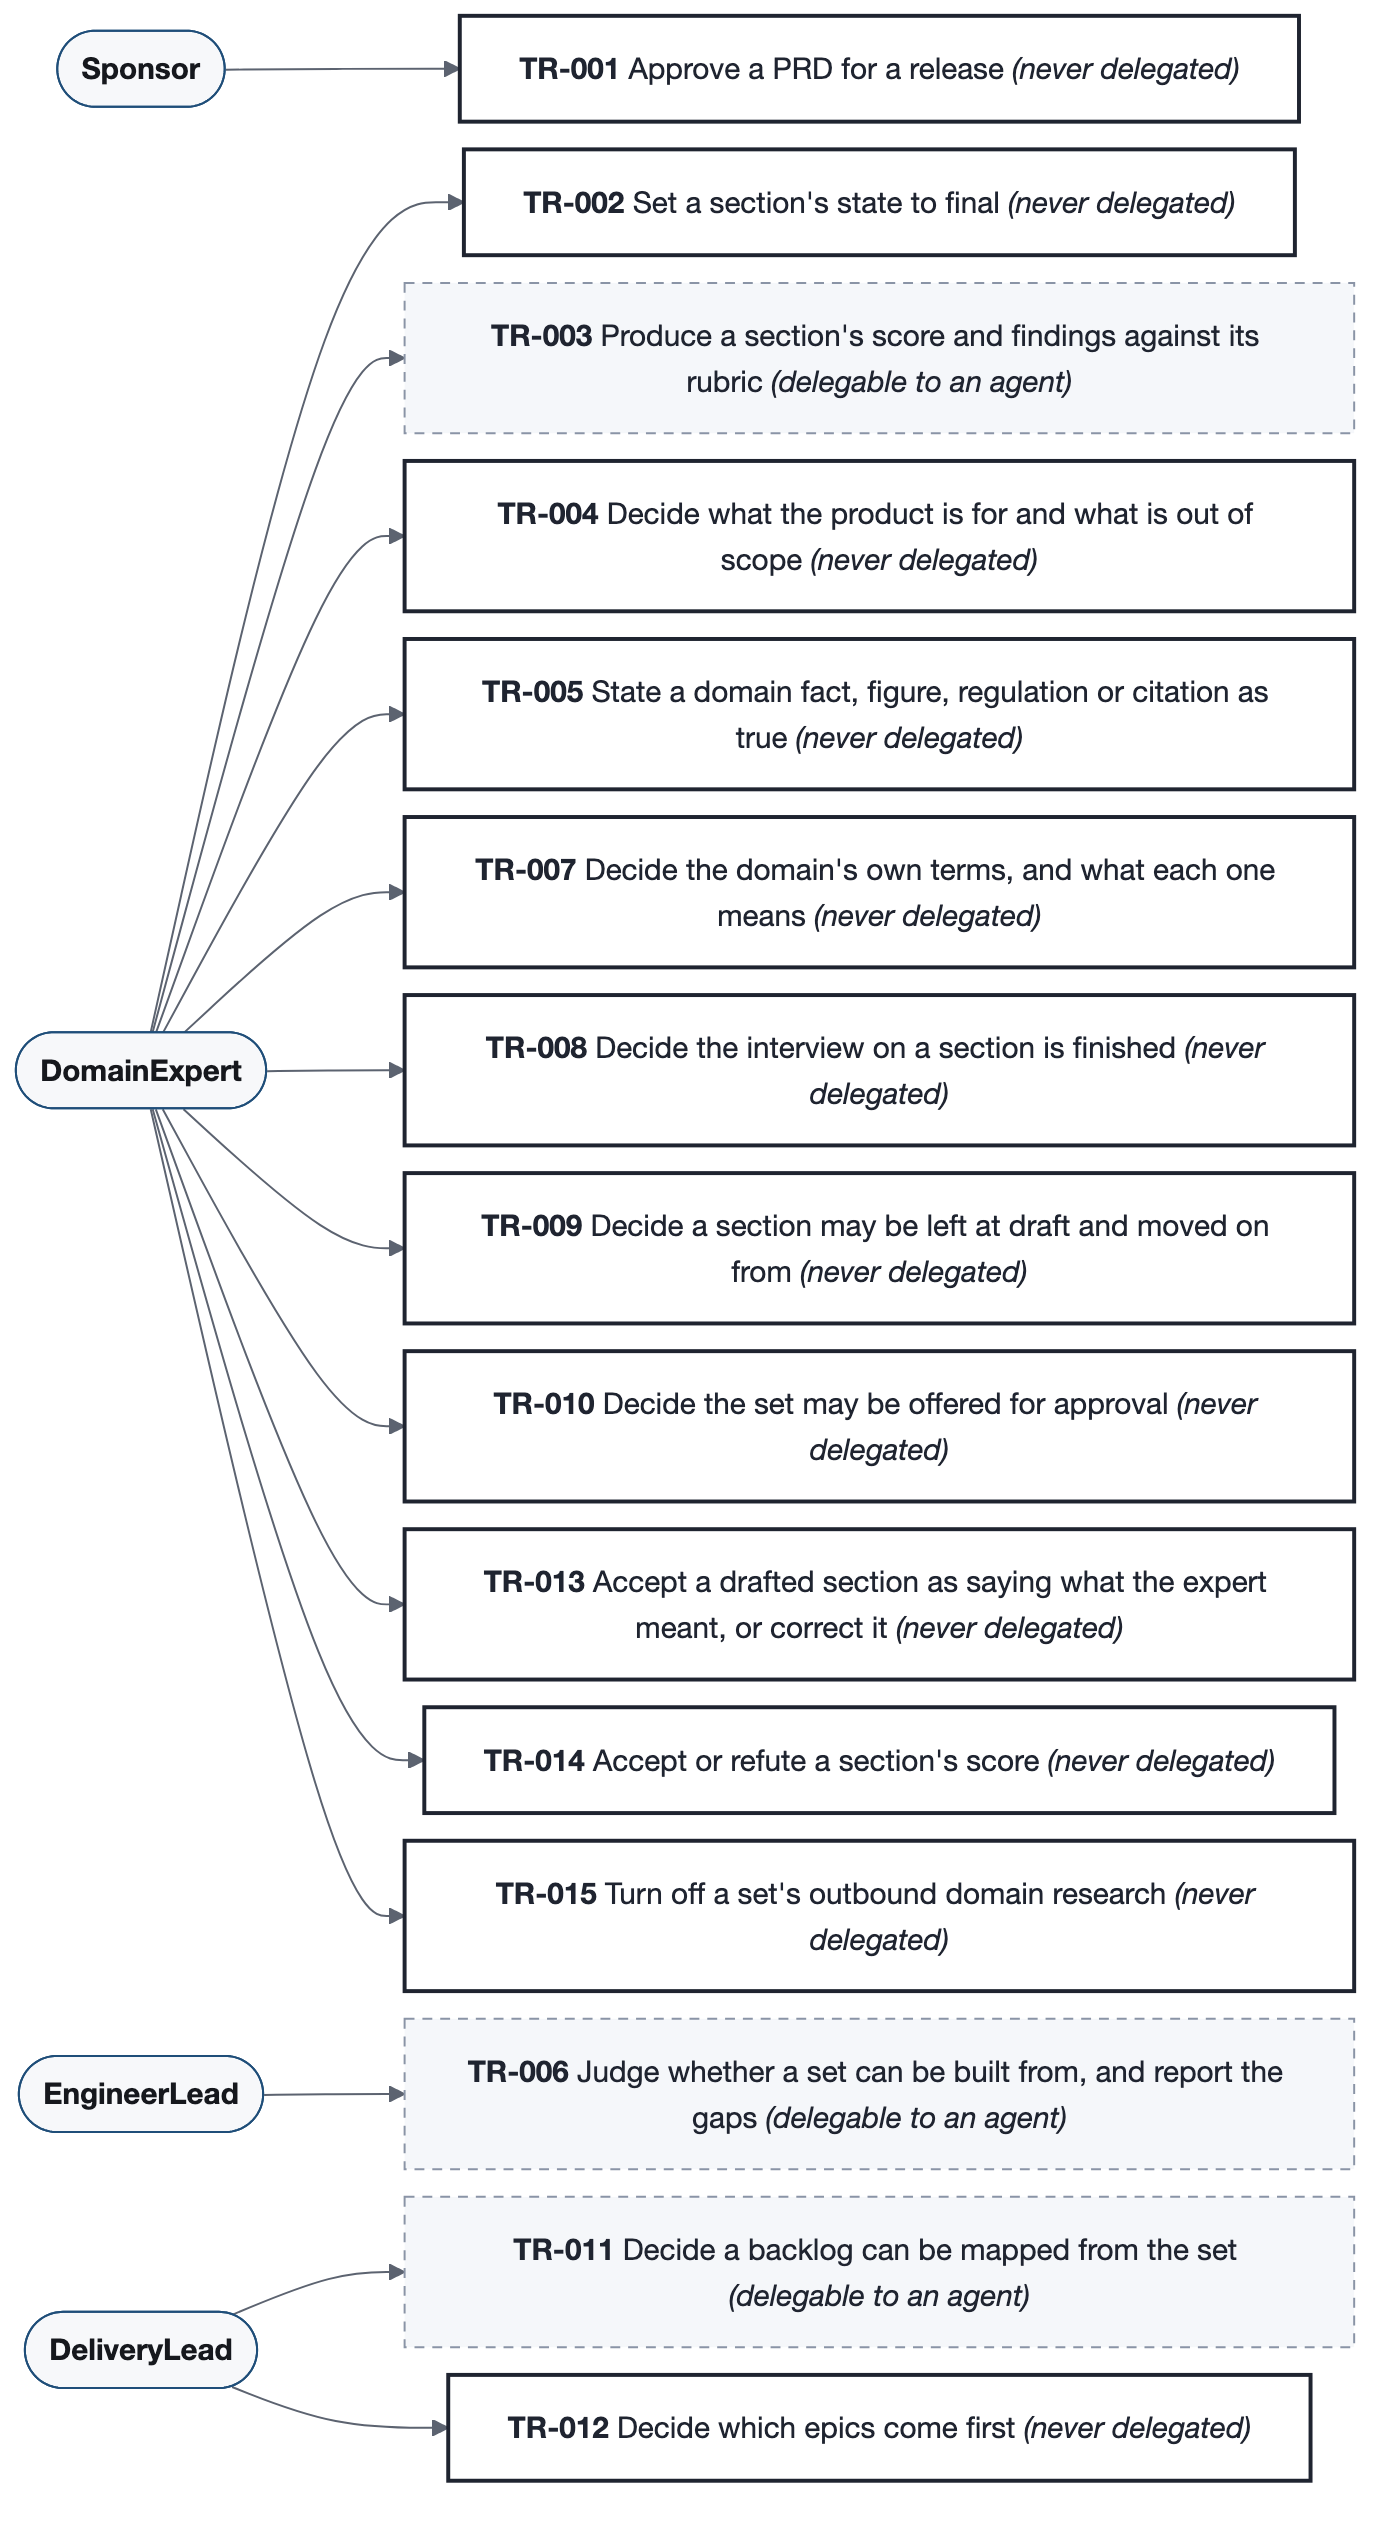 Sponsor
TR-001 Approve a PRD for a release (never delegated)
TR-002 Set a section's state to final (never delegated)
TR-003 Produce a section's score and findings against its
rubric (delegable to an agent)
TR-004 Decide what the product is for and what is out of
scope (never delegated)
TR-005 State a domain fact, figure, regulation or citation as
true (never delegated)
TR-007 Decide the domain's own terms, and what each one
means (never delegated)
DomainExpert
TR-008 Decide the interview on a section is finished (never
delegated)
TR-009 Decide a section may be left at draft and moved on
from (never delegated)
TR-010 Decide the set may be offered for approval (never
delegated)
TR-013 Accept a drafted section as saying what the expert
meant, or correct it (never delegated)
TR-014 Accept or refute a section's score (never delegated)
TR-015 Turn off a set's outbound domain research (never
delegated)
EngineerLead
TR-006 Judge whether a set can be built from, and report the
gaps (delegable to an agent)
TR-011 Decide a backlog can be mapped from the set
(delegable to an agent)
DeliveryLead
TR-012 Decide which epics come first (never delegated)